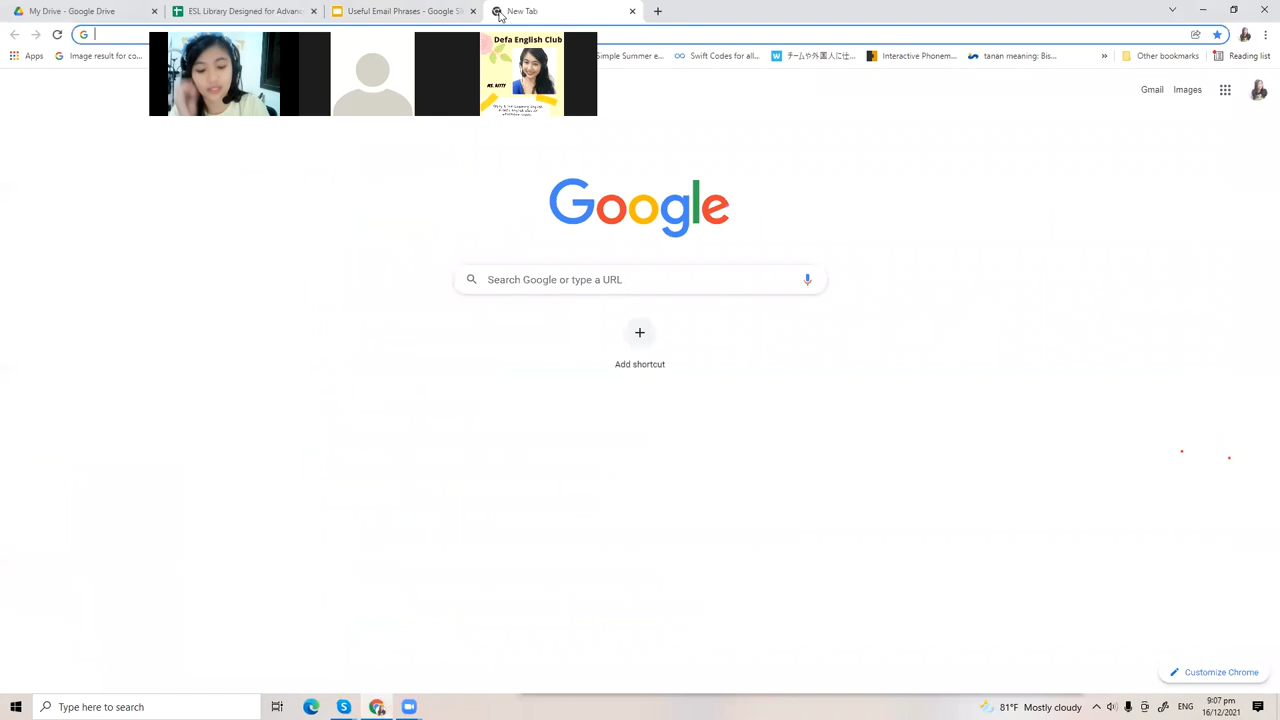 My Drive - Google Drive
ESL Library Designed for Advanc
Useful Email Phrases - Google Sli
New Tab
Apps
Image result for co...
Simple Summer e...
Swift Codes for all...
チームや外国人に仕...
Interactive Phonem...
tanan meaning: Bis...
»
Other bookmarks
Reading list
Defa English Club
Gmail
Images
Google
Search Google or type a URL
Add shortcut
Customize Chrome
Type here to search
81°F Mostly cloudy
9:07 pm
16/12/2021